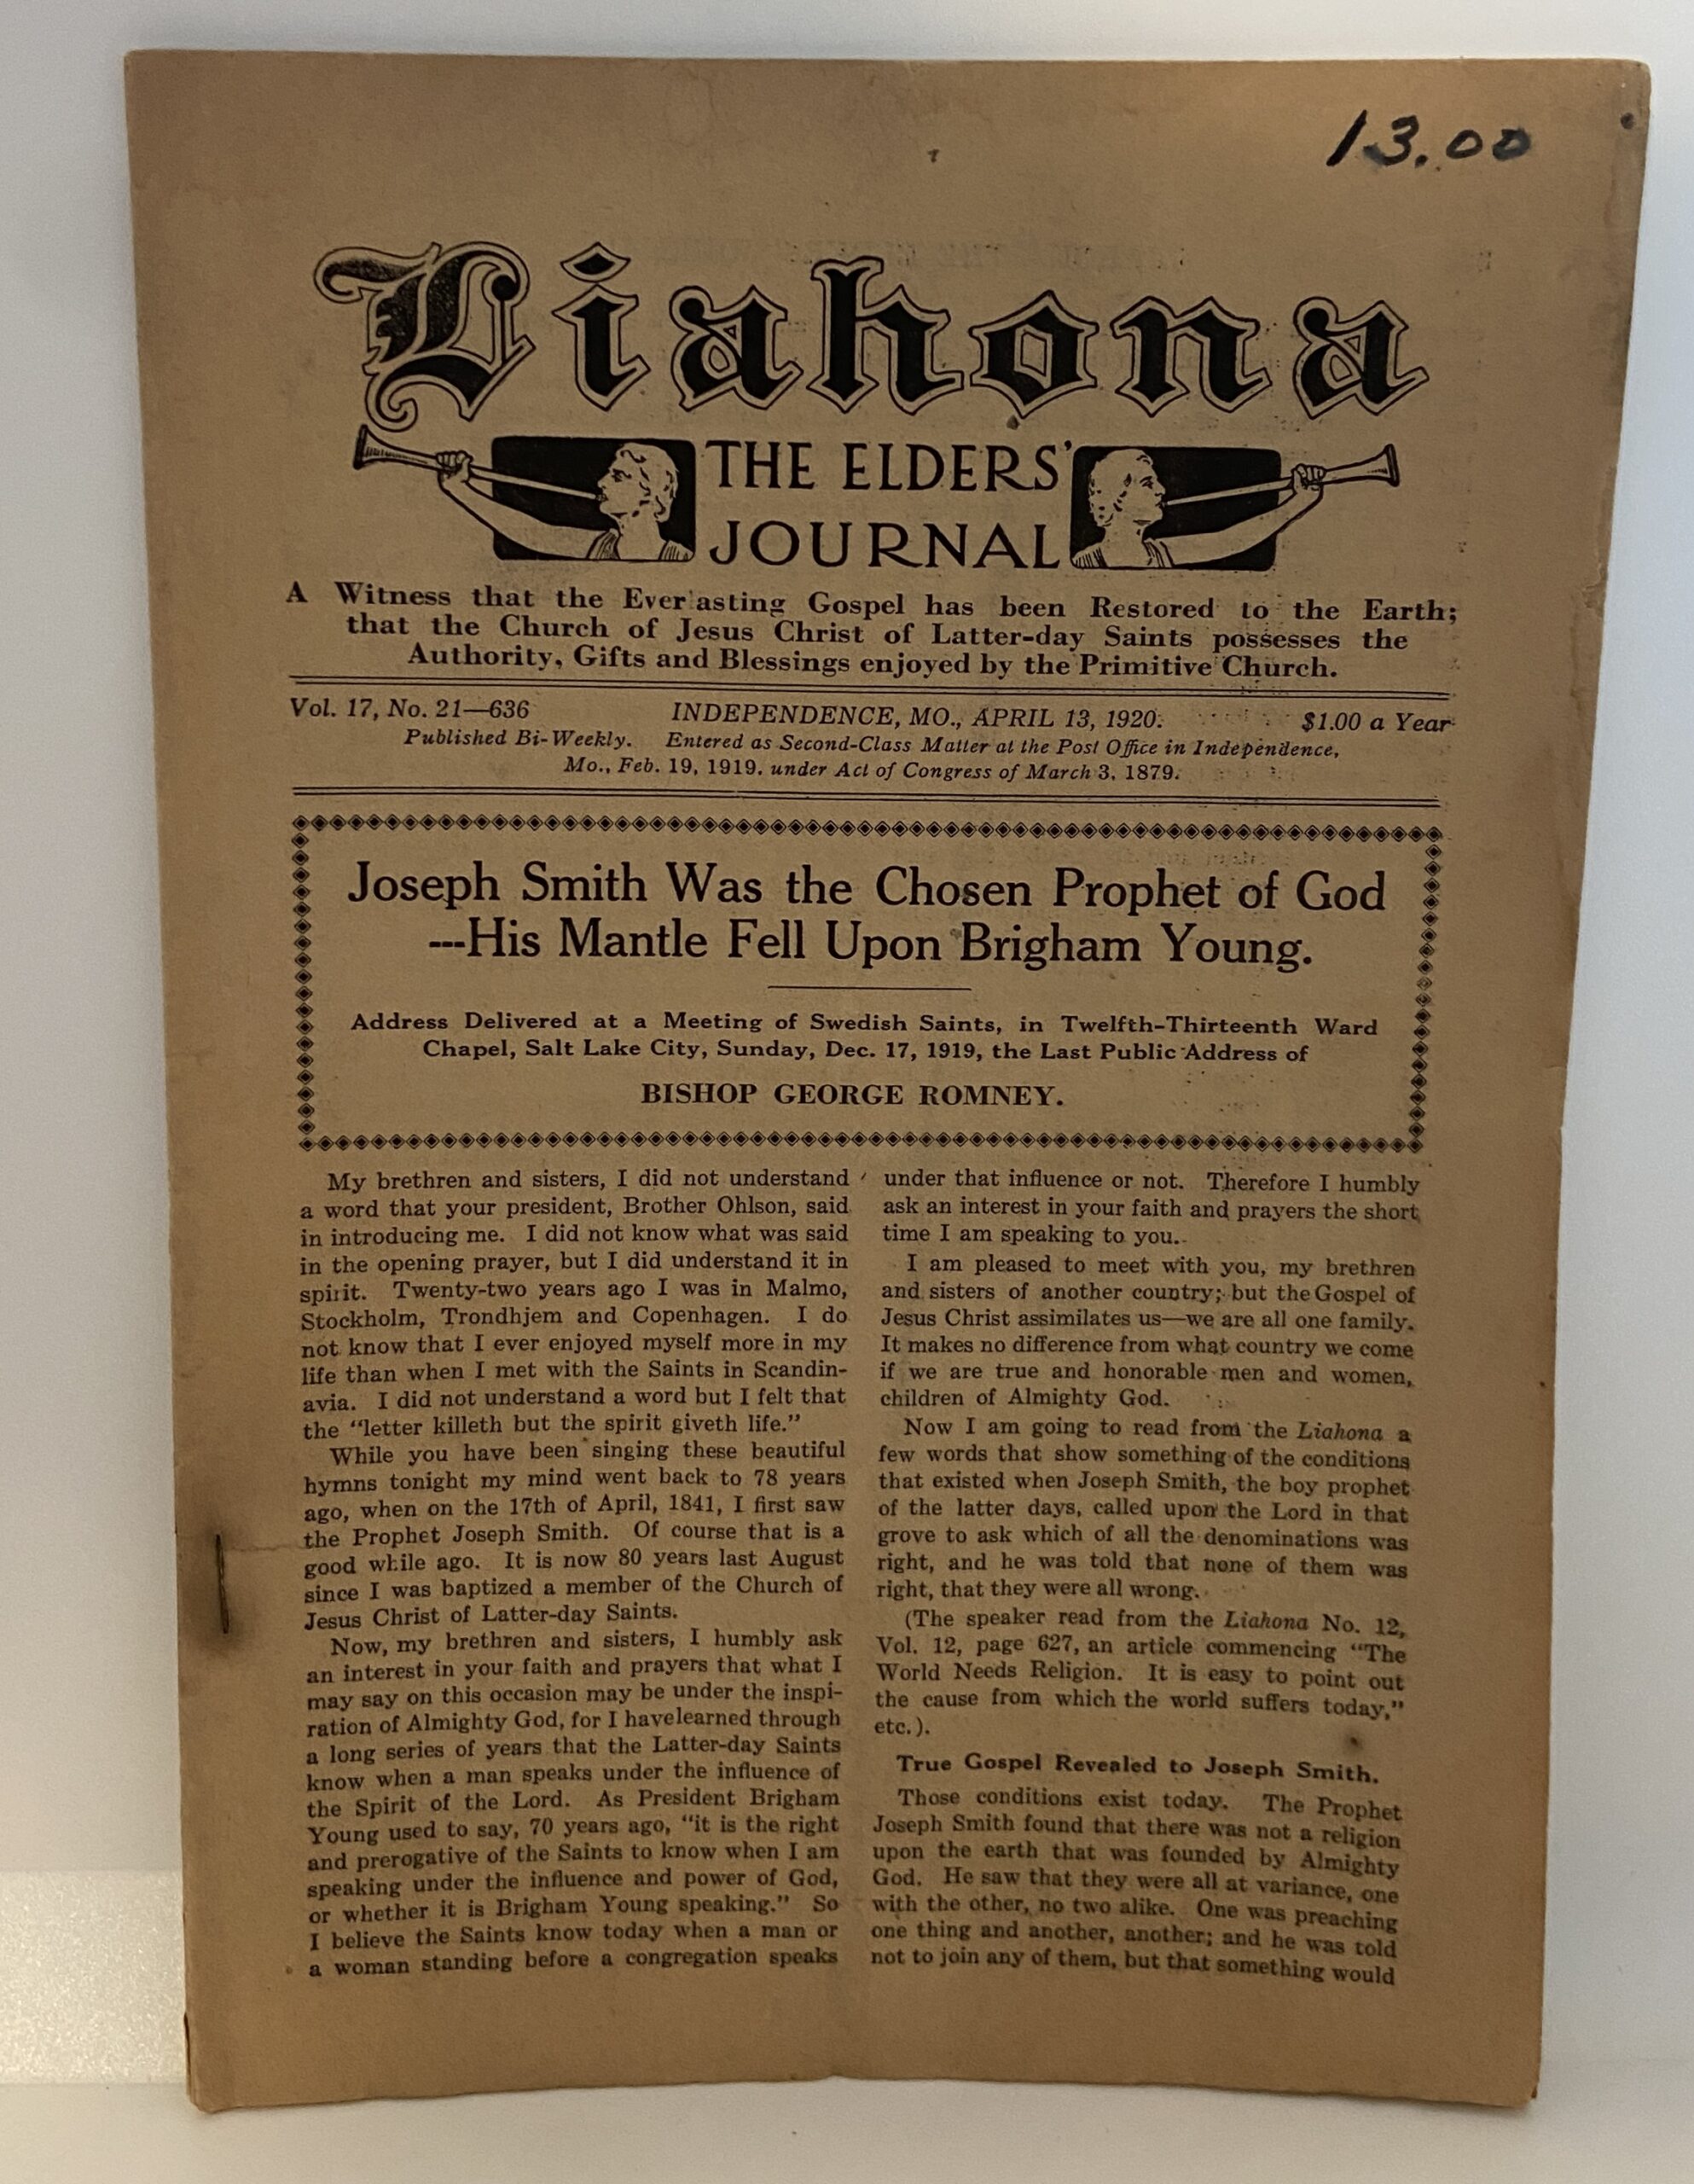 13.00
Liahona
THE ELDERS'
JOURNAL
A Witness that the Everlasting Gospel has been Restored to the Earth;
that the Church of Jesus Christ of Latter-day Saints possesses the
Authority, Gifts and Blessings enjoyed by the Primitive Church.
Vol. 17, No. 21—636 INDEPENDENCE, MO., APRIL 13, 1920. $1.00 a Year
Published Bi-Weekly. Entered as Second-Class Matter at the Post Office in Independence,
Mo., Feb. 19, 1919. under Act of Congress of March 3, 1879.
Joseph Smith Was the Chosen Prophet of God
---His Mantle Fell Upon Brigham Young.
Address Delivered at a Meeting of Swedish Saints, in Twelfth-Thirteenth Ward
Chapel, Salt Lake City, Sunday, Dec. 17, 1919, the Last Public Address of
BISHOP GEORGE ROMNEY.
My brethren and sisters, I did not understand
a word that your president, Brother Ohlson, said
in introducing me. I did not know what was said
in the opening prayer, but I did understand it in
spirit. Twenty-two years ago I was in Malmo,
Stockholm, Trondhjem and Copenhagen. I do
not know that I ever enjoyed myself more in my
life than when I met with the Saints in Scandin-
avia. I did not understand a word but I felt that
the "letter killeth but the spirit giveth life."
While you have been singing these beautiful
hymns tonight my mind went back to 78 years
ago, when on the 17th of April, 1841, I first saw
the Prophet Joseph Smith. Of course that is a
good while ago. It is now 80 years last August
since I was baptized a member of the Church of
Jesus Christ of Latter-day Saints.
Now, my brethren and sisters, I humbly ask
an interest in your faith and prayers that what I
may say on this occasion may be under the inspi-
ration of Almighty God, for I havelearned through
a long series of years that the Latter-day Saints
know when a man speaks under the influence of
the Spirit of the Lord. As President Brigham
Young used to say, 70 years ago, "it is the right
and prerogative of the Saints to know when I am
speaking under the influence and power of God,
or whether it is Brigham Young speaking." So
I believe the Saints know today when a man or
a woman standing before a congregation speaks
under that influence or not. Therefore I humbly
ask an interest in your faith and prayers the short
time I am speaking to you.
I am pleased to meet with you, my brethren
and sisters of another country; but the Gospel of
Jesus Christ assimilates us—we are all one family.
It makes no difference from what country we come
if we are true and honorable men and women,
children of Almighty God.
Now I am going to read from the Liahona a
few words that show something of the conditions
that existed when Joseph Smith, the boy prophet
of the latter days, called upon the Lord in that
grove to ask which of all the denominations was
right, and he was told that none of them was
right, that they were all wrong.
(The speaker read from the Liahona No. 12,
Vol. 12, page 627, an article commencing "The
World Needs Religion. It is easy to point out
the cause from which the world suffers today,"
etc.).
True Gospel Revealed to Joseph Smith.
Those conditions exist today. The Prophet
Joseph Smith found that there was not a religion
upon the earth that was founded by Almighty
God. He saw that they were all at variance, one
with the other, no two alike. One was preaching
one thing and another, another; and he was told
not to join any of them, but that something would